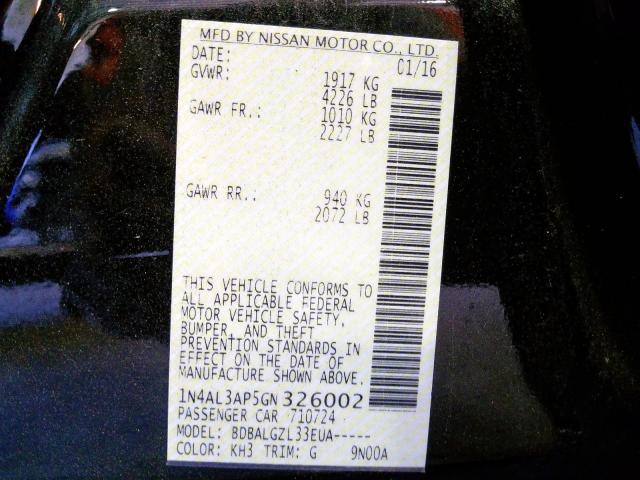 MFD BY NISSAN MOTOR CO., LTD.
DATE: 01/16
GVWR: 1917 KG
4226 LB
GAWR FR.: 1010 KG
2227 LB
GAWR RR.: 940 KG
2072 LB
THIS VEHICLE CONFORMS TO
ALL APPLICABLE FEDERAL
MOTOR VEHICLE SAFETY,
BUMPER, AND THEFT
PREVENTION STANDARDS IN
EFFECT ON THE DATE OF
MANUFACTURE SHOWN ABOVE.
1N4AL3AP5GN326002
PASSENGER CAR 710724
MODEL: BDBALGZL33EUA-----
COLOR: KH3 TRIM: G 9N00A